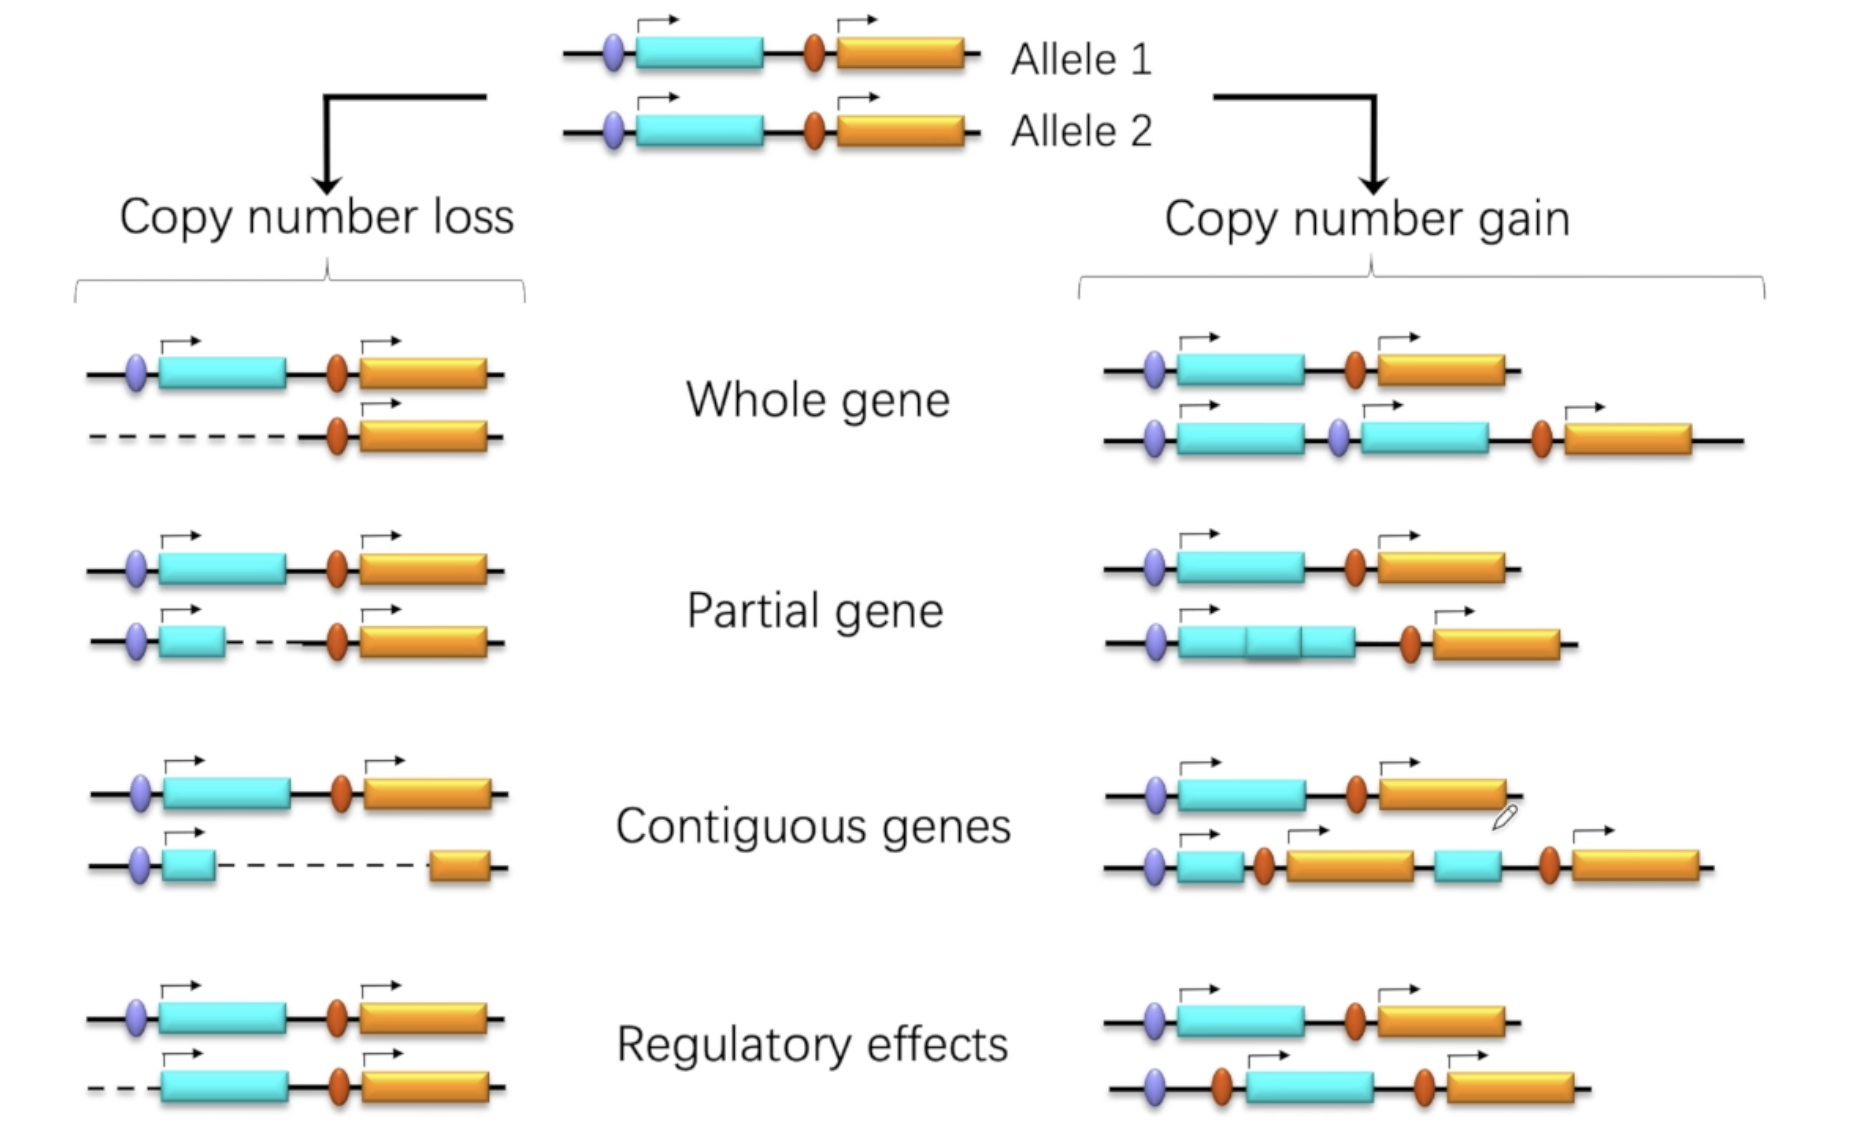 Allele 1
Allele 2
Copy number loss
Copy number gain
Whole gene
Partial gene
Contiguous genes
Regulatory effects